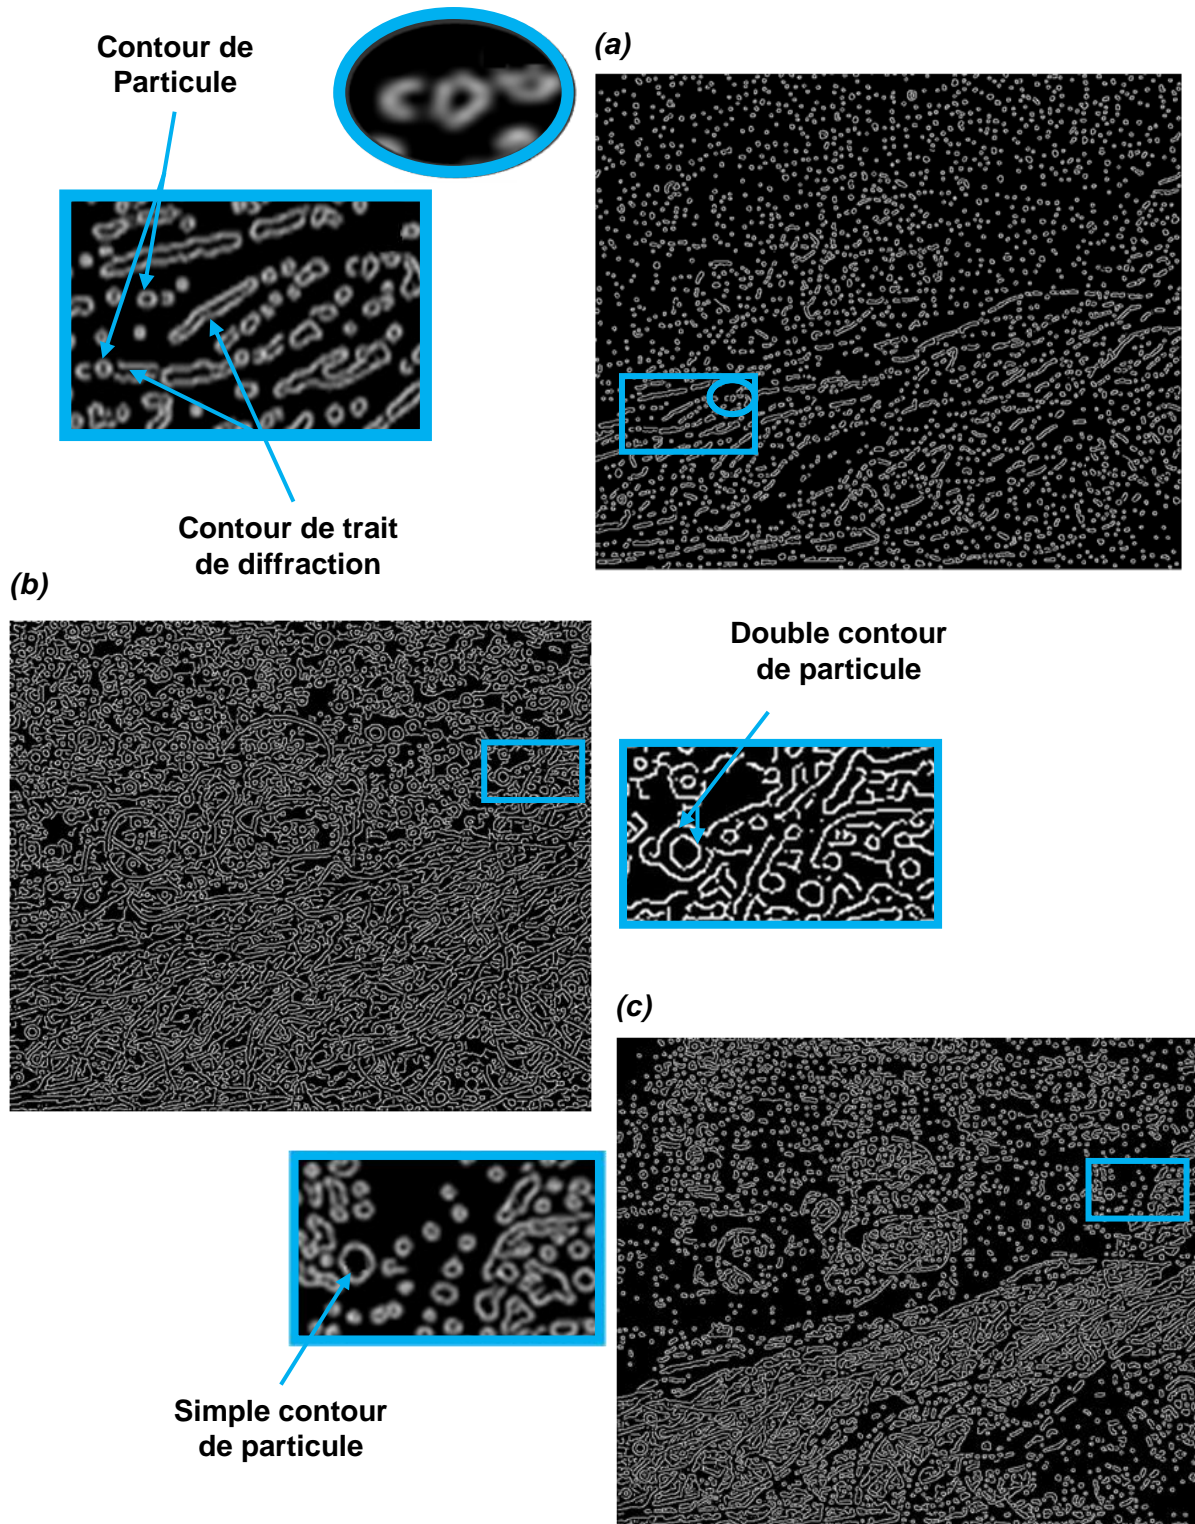 Contour de
Particule
(a)
Contour de trait
de diffraction
(b)
Double contour
de particule
(c)
Simple contour
de particule